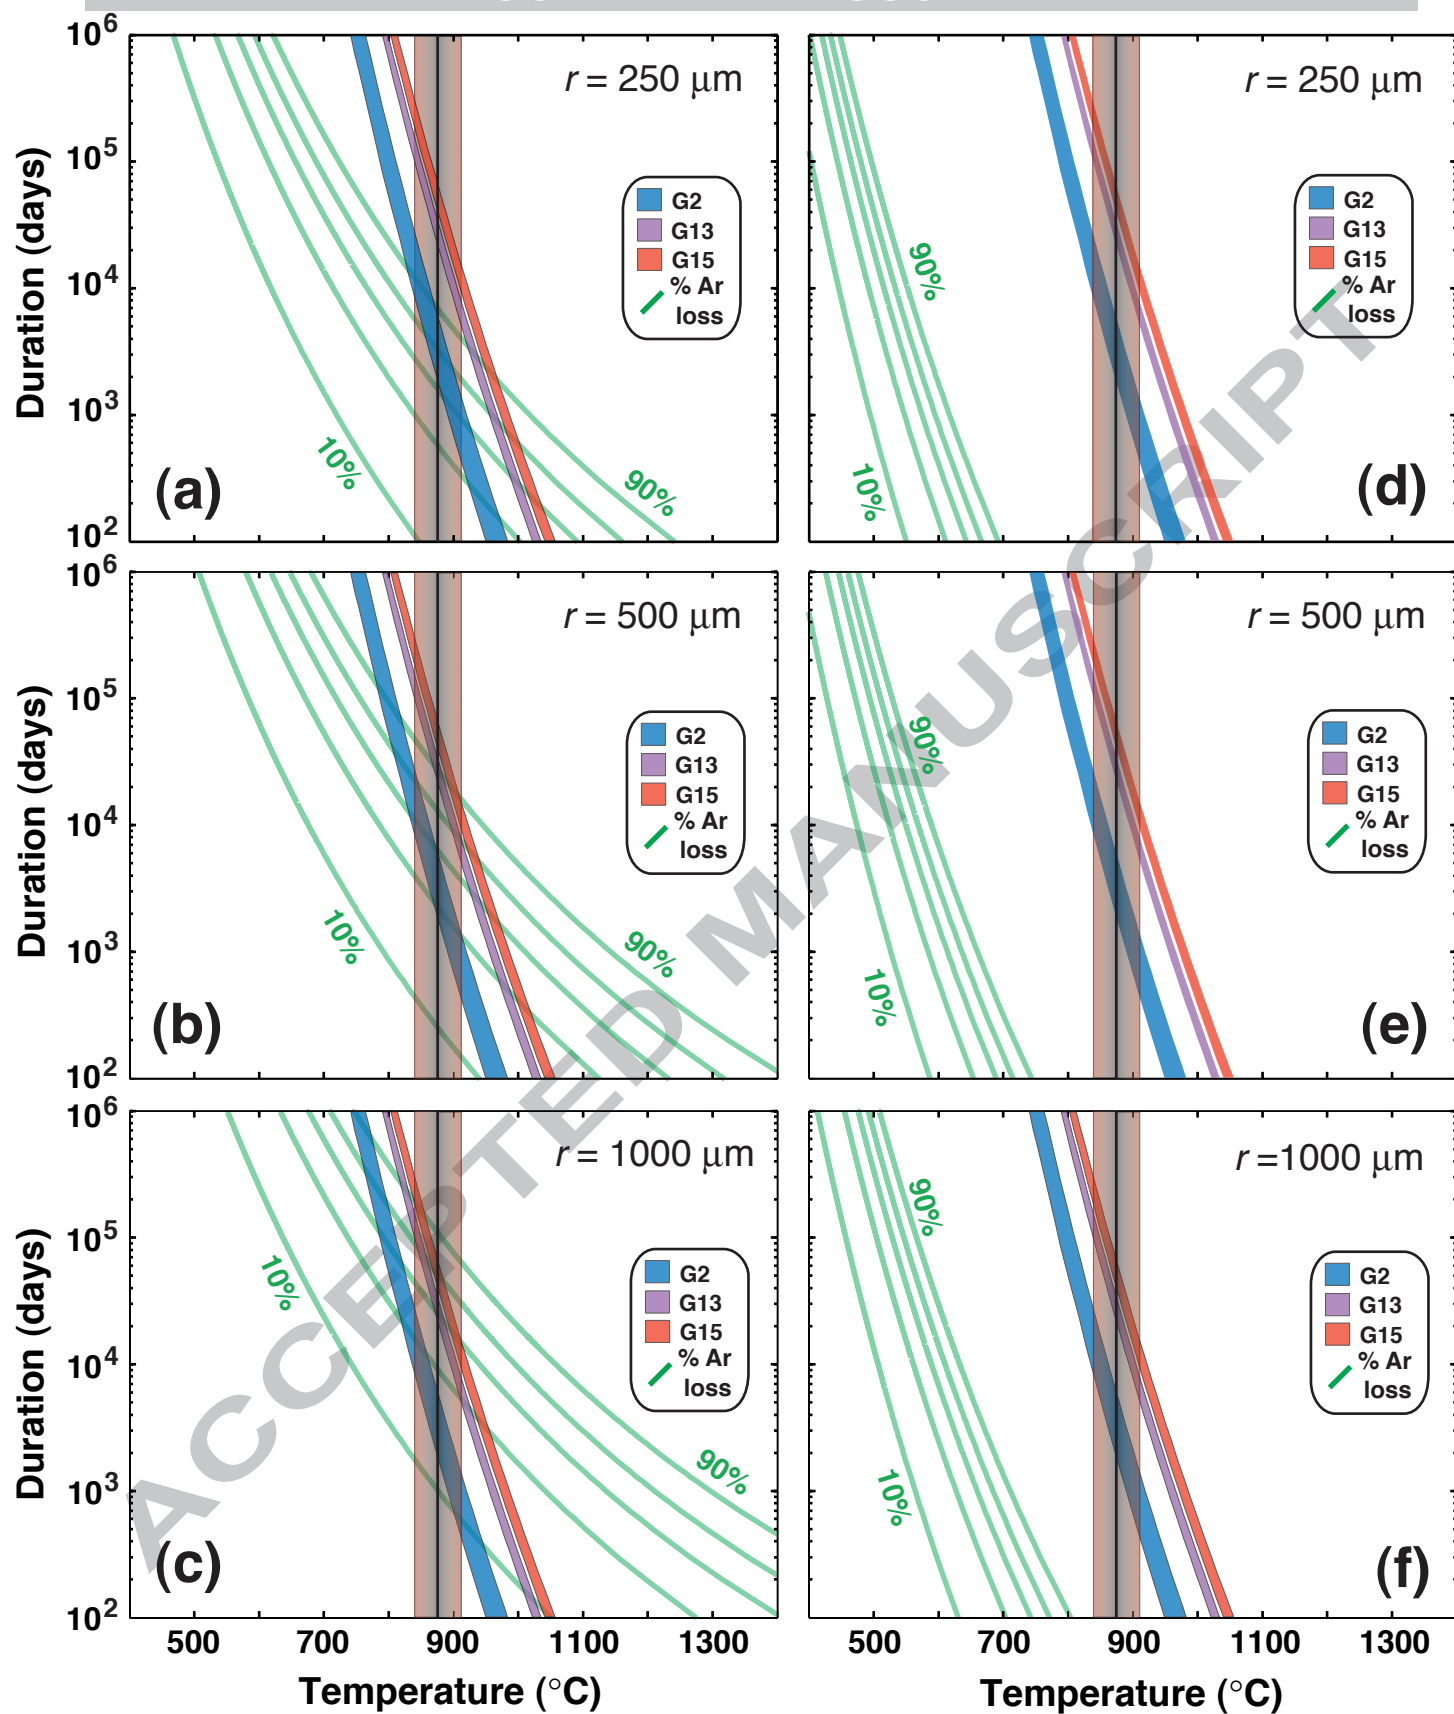 10^6
10^5
10^4
10^3
10^2
Duration (days)
r = 250 µm
G2
G13
G15
% Ar
loss
10%
90%
(a)
r = 250 µm
G2
G13
G15
% Ar
loss
90%
10%
(d)
10^6
10^5
10^4
10^3
10^2
Duration (days)
r = 500 µm
G2
G13
G15
% Ar
loss
10%
90%
(b)
r = 500 µm
G2
G13
G15
% Ar
loss
90%
10%
(e)
10^6
10^5
10^4
10^3
10^2
Duration (days)
r = 1000 µm
G2
G13
G15
% Ar
loss
10%
90%
(c)
r =1000 µm
G2
G13
G15
% Ar
loss
90%
10%
(f)
500 700 900 1100 1300
500 700 900 1100 1300
Temperature (°C)
Temperature (°C)
ACCEPTED MANUSCRIPT